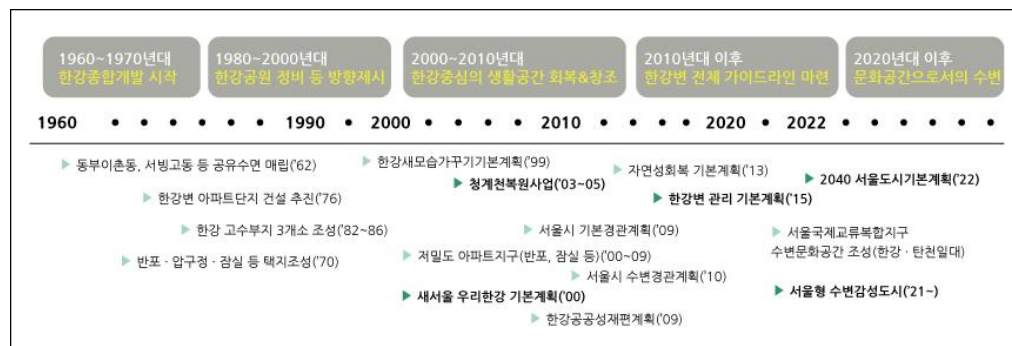 1960~1970년대
한강종합개발 시작
1980~2000년대
한강공원 정비 등 방향제시
2000~2010년대
한강중심의 생활공간 회복&창조
2010년대 이후
한강변 전체 가이드라인 마련
2020년대 이후
문화공간으로서의 수변
1960 1990 2000 2010 2020 2022
동부이촌동, 서빙고동 등 공유수면 매립('62)
한강변 아파트단지 건설 추진('76)
한강 고수부지 3개소 조성('82~86)
반포·압구정·잠실 등 택지조성('70)
한강새모습가꾸기기본계획('99)
청계천복원사업('03~05)
서울시 기본경관계획('09)
저밀도 아파트지구(반포, 잠실 등)('00~09)
서울시 수변경관계획('10)
새서울 우리한강 기본계획('00)
한강공공성재편계획('09)
자연성회복 기본계획('13)
한강변 관리 기본계획('15)
2040 서울도시기본계획('22)
서울국제교류복합지구
수변문화공간 조성(한강·탄천일대)
서울형 수변감성도시('21~)